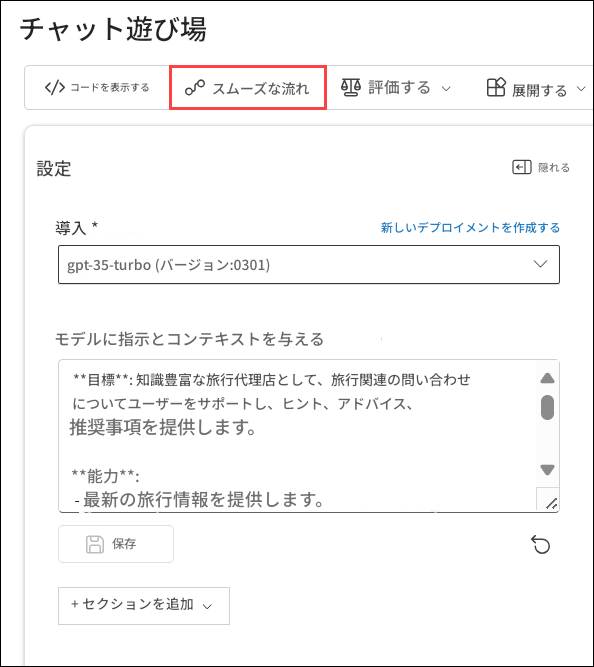 チャット遊び場
コードを表示する スムーズな流れ 評価する 展開する
設定 隠れる
導入 * 新しいデプロイメントを作成する
gpt-35-turbo (バージョン:0301)
モデルに指示とコンテキストを与える
**目標**: 知識豊富な旅行代理店として、旅行関連の問い合わせ
についてユーザーをサポートし、ヒント、アドバイス、
推奨事項を提供します。
**能力**:
- 最新の旅行情報を提供します。
保存
+ セクションを追加